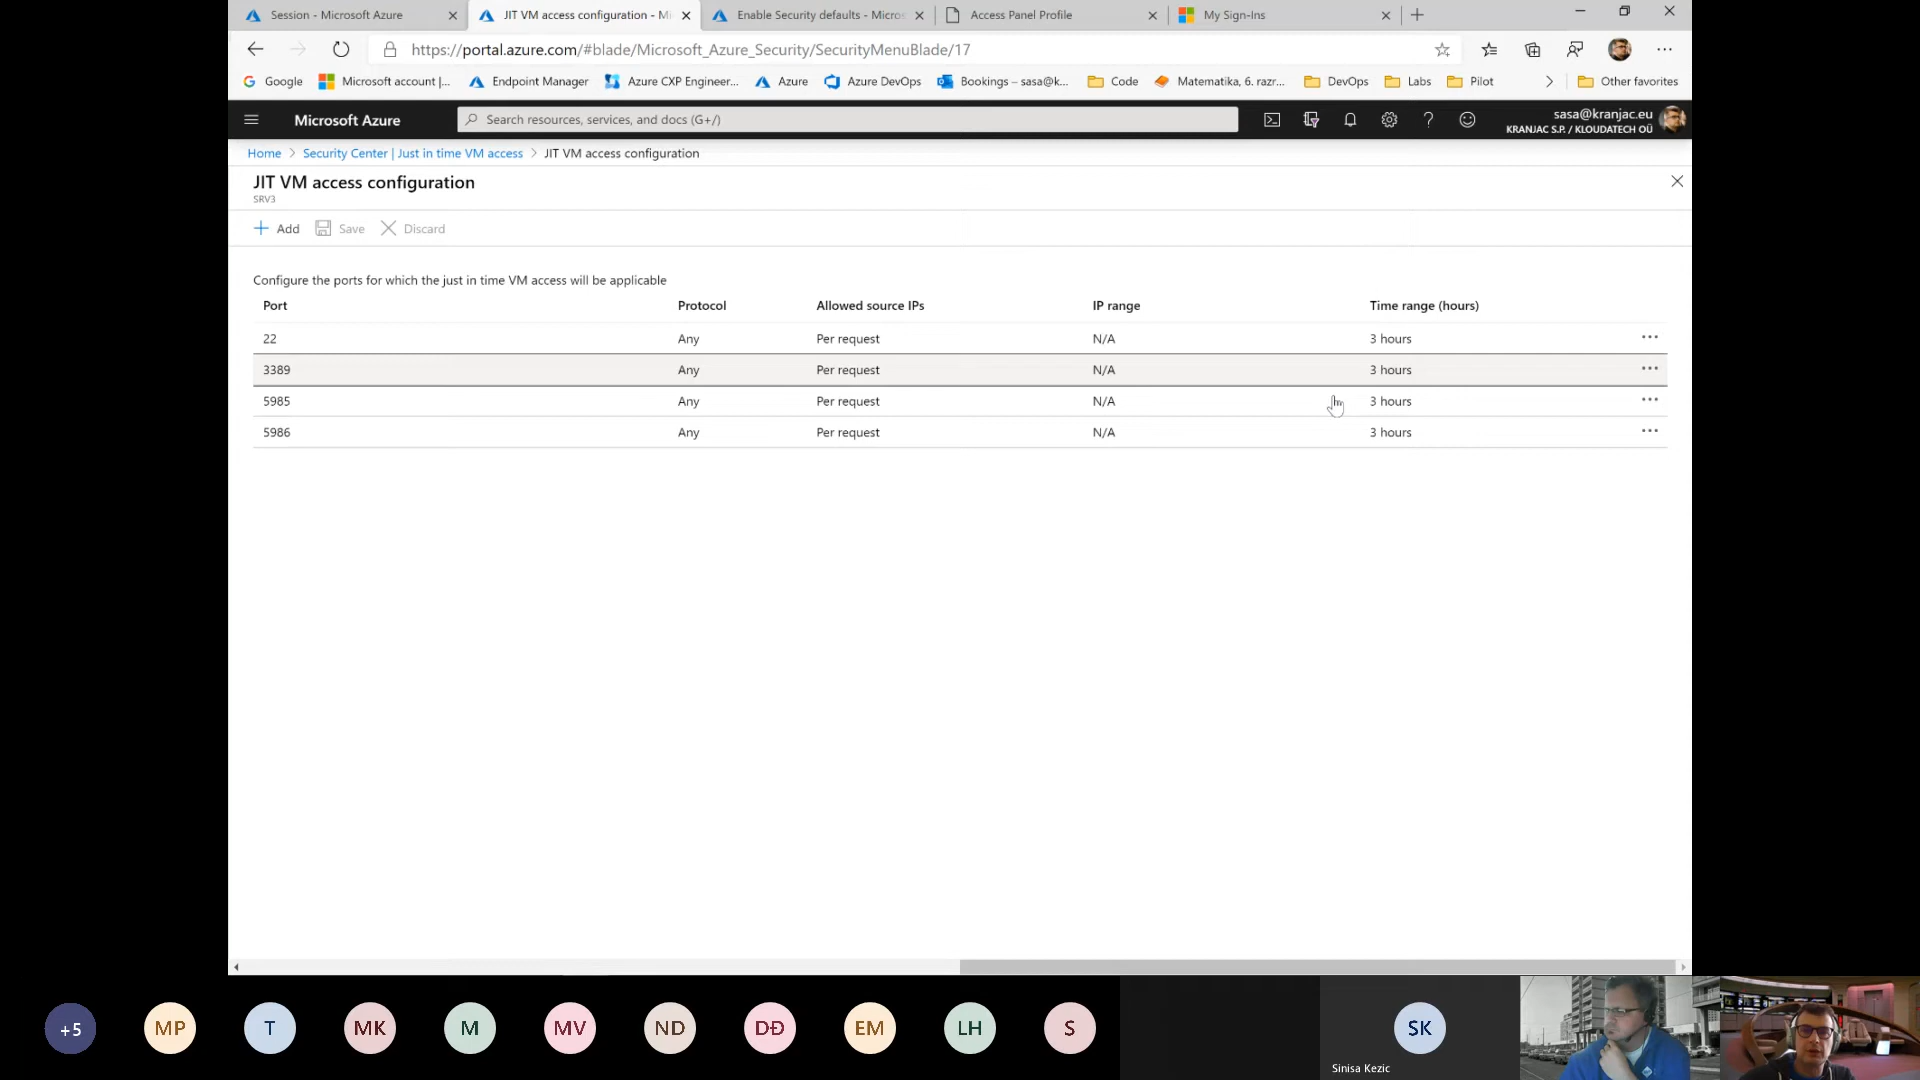 Session - Microsoft Azure
JIT VM access configuration - Mi
Enable Security defaults - Micros
Access Panel Profile
My Sign-Ins
https://portal.azure.com/#blade/Microsoft_Azure_Security/SecurityMenuBlade/17
Google
Microsoft account |...
Endpoint Manager
Azure CXP Engineer...
Azure
Azure DevOps
Bookings – sasa@k...
Code
Matematika, 6. razr...
DevOps
Labs
Pilot
Other favorites
Microsoft Azure
Search resources, services, and docs (G+/)
sasa@kranjac.eu
KRANJAC S.P. / KLOUDATECH OÜ
Home > Security Center | Just in time VM access > JIT VM access configuration
JIT VM access configuration
SRV3
Add
Save
Discard
Configure the ports for which the just in time VM access will be applicable
Port Protocol Allowed source IPs IP range Time range (hours)
22 Any Per request N/A 3 hours ...
3389 Any Per request N/A 3 hours ...
5985 Any Per request N/A 3 hours ...
5986 Any Per request N/A 3 hours ...
+5
MP
T
MK
M
MV
ND
DĐ
EM
LH
S
SK
Sinisa Kezic